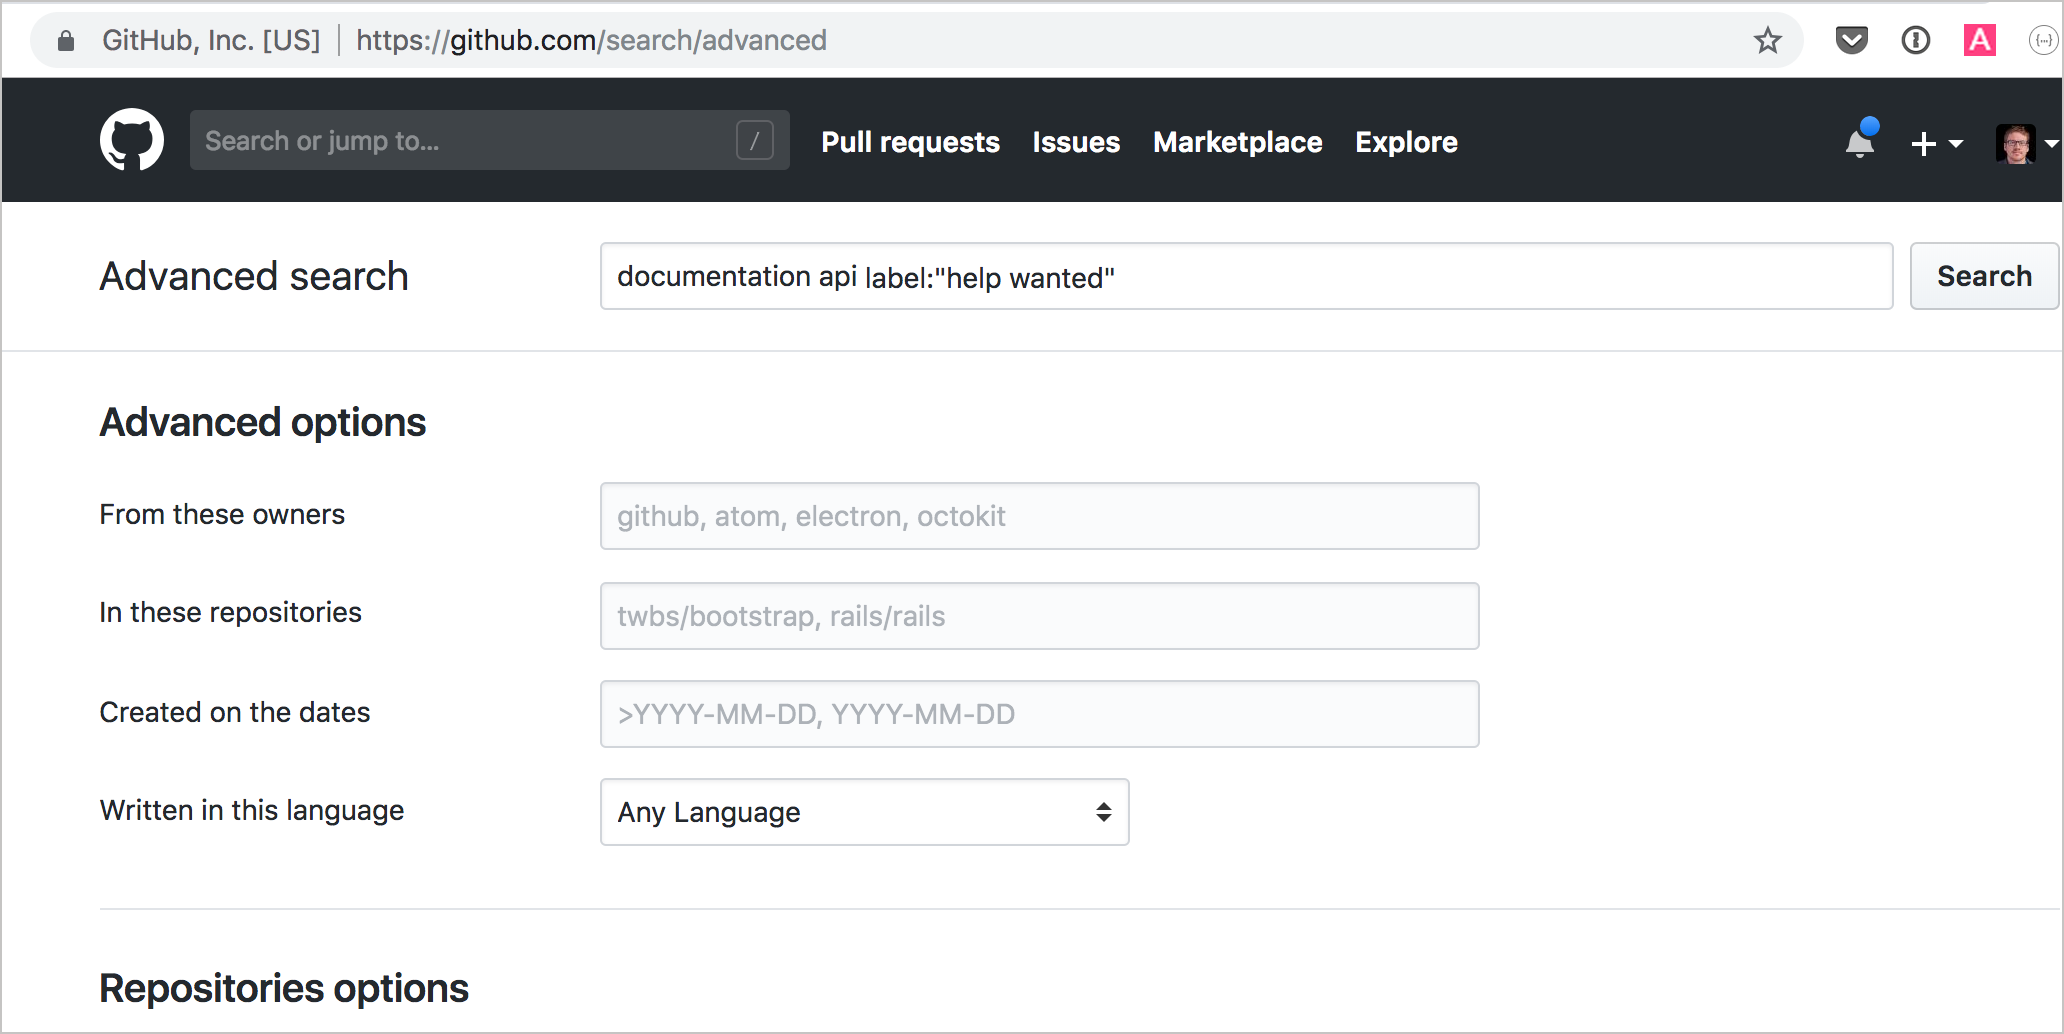 GitHub, Inc. [US] | https://github.com/search/advanced
A {...}
Search or jump to... / Pull requests Issues Marketplace Explore
Advanced search documentation api label:"help wanted" Search
Advanced options
From these owners github, atom, electron, octokit
In these repositories twbs/bootstrap, rails/rails
Created on the dates >YYYY-MM-DD, YYYY-MM-DD
Written in this language Any Language
Repositories options